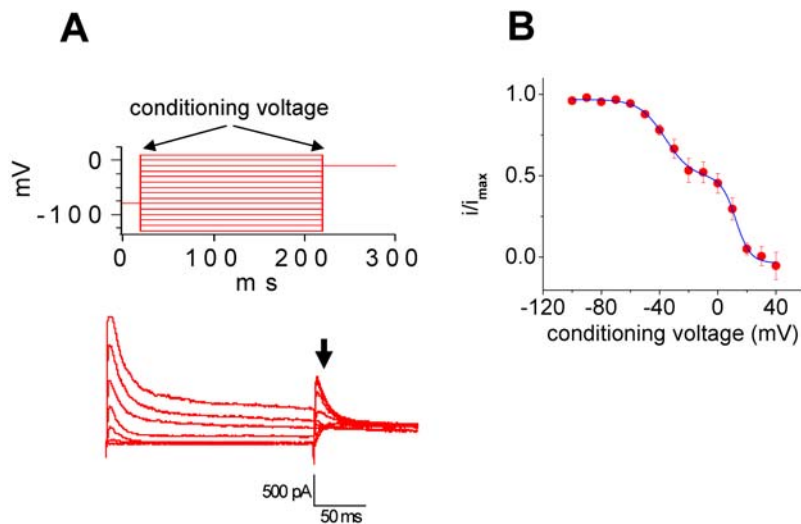 A
conditioning voltage
mV
0
-100
0 100 200 300
m s
500 pA
50 ms
B
i/imax
1.0
0.5
0.0
-120 -80 -40 0 40
conditioning voltage (mV)